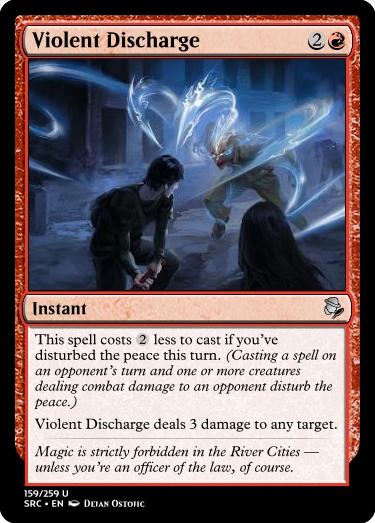 Violent Discharge
2
Instant
This spell costs 2 less to cast if you've
disturbed the peace this turn. (Casting a spell on
an opponent's turn and one or more creatures
dealing combat damage to an opponent disturb the
peace.)
Violent Discharge deals 3 damage to any target.
Magic is strictly forbidden in the River Cities —
unless you're an officer of the law, of course.
159/259 U
SRC • EN Dejan Ostojic